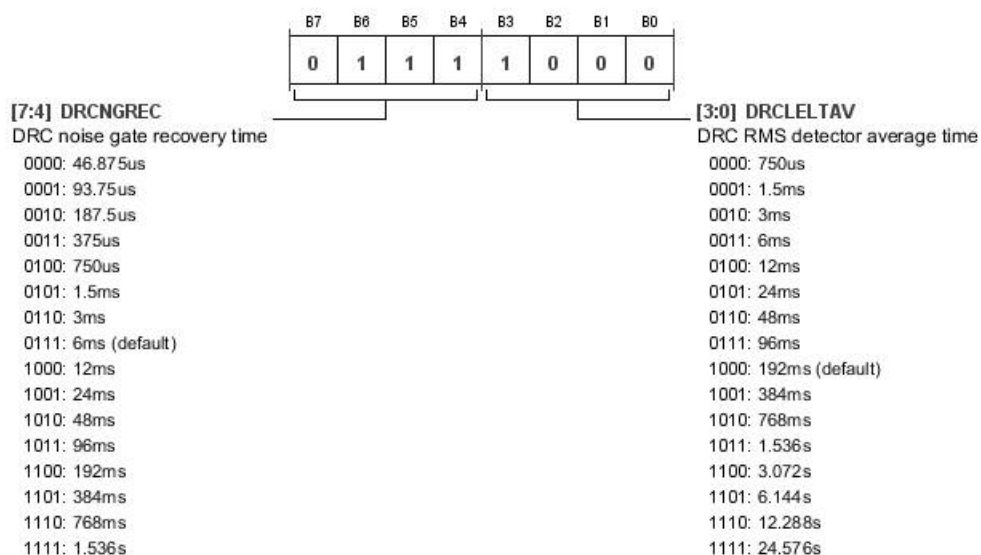 B7 B6 B5 B4 B3 B2 B1 B0
0 1 1 1 1 0 0 0
[7:4] DRCNGREC
DRC noise gate recovery time
0000: 46.875us
0001: 93.75us
0010: 187.5us
0011: 375us
0100: 750us
0101: 1.5ms
0110: 3ms
0111: 6ms (default)
1000: 12ms
1001: 24ms
1010: 48ms
1011: 96ms
1100: 192ms
1101: 384ms
1110: 768ms
1111: 1.536s
[3:0] DRCLELTAV
DRC RMS detector average time
0000: 750us
0001: 1.5ms
0010: 3ms
0011: 6ms
0100: 12ms
0101: 24ms
0110: 48ms
0111: 96ms
1000: 192ms (default)
1001: 384ms
1010: 768ms
1011: 1.536s
1100: 3.072s
1101: 6.144s
1110: 12.288s
1111: 24.576s